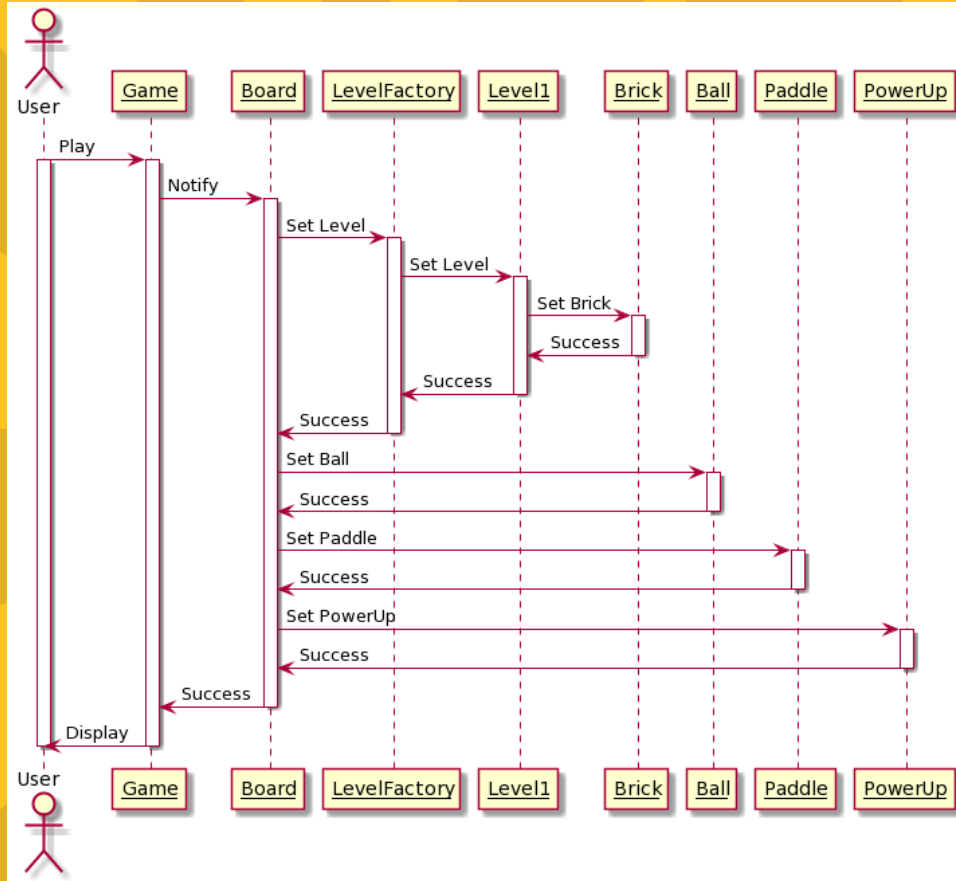 User
Game
Board
LevelFactory
Level1
Brick
Ball
Paddle
PowerUp
Play
Notify
Set Level
Set Level
Set Brick
Success
Success
Success
Set Ball
Success
Set Paddle
Success
Set PowerUp
Success
Success
Display
User
Game
Board
LevelFactory
Level1
Brick
Ball
Paddle
PowerUp